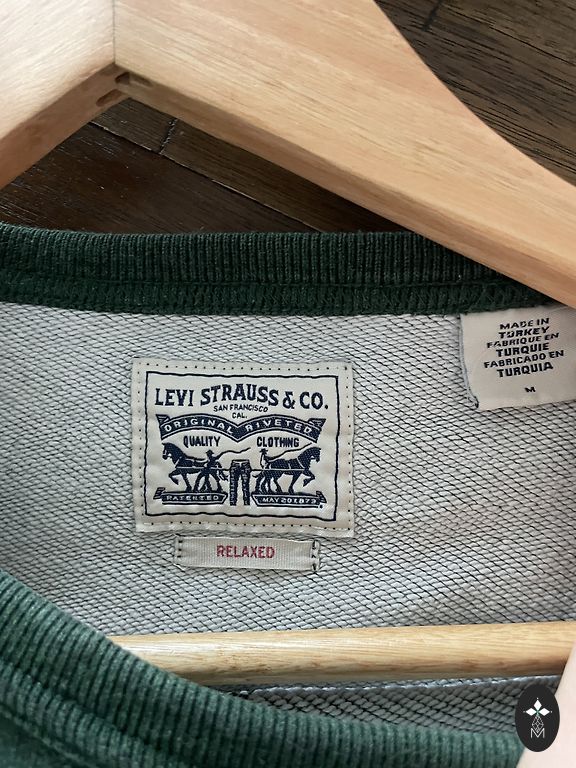 LEVI STRAUSS & CO.
SAN FRANCISCO
CAL.
ORIGINAL RIVETED
QUALITY CLOTHING
PATENTED MAY 20 1873
RELAXED
MADE IN
TURKEY
FABRIQUE EN
TURQUIE
FABRICADO EN
TURQUIA
M
M